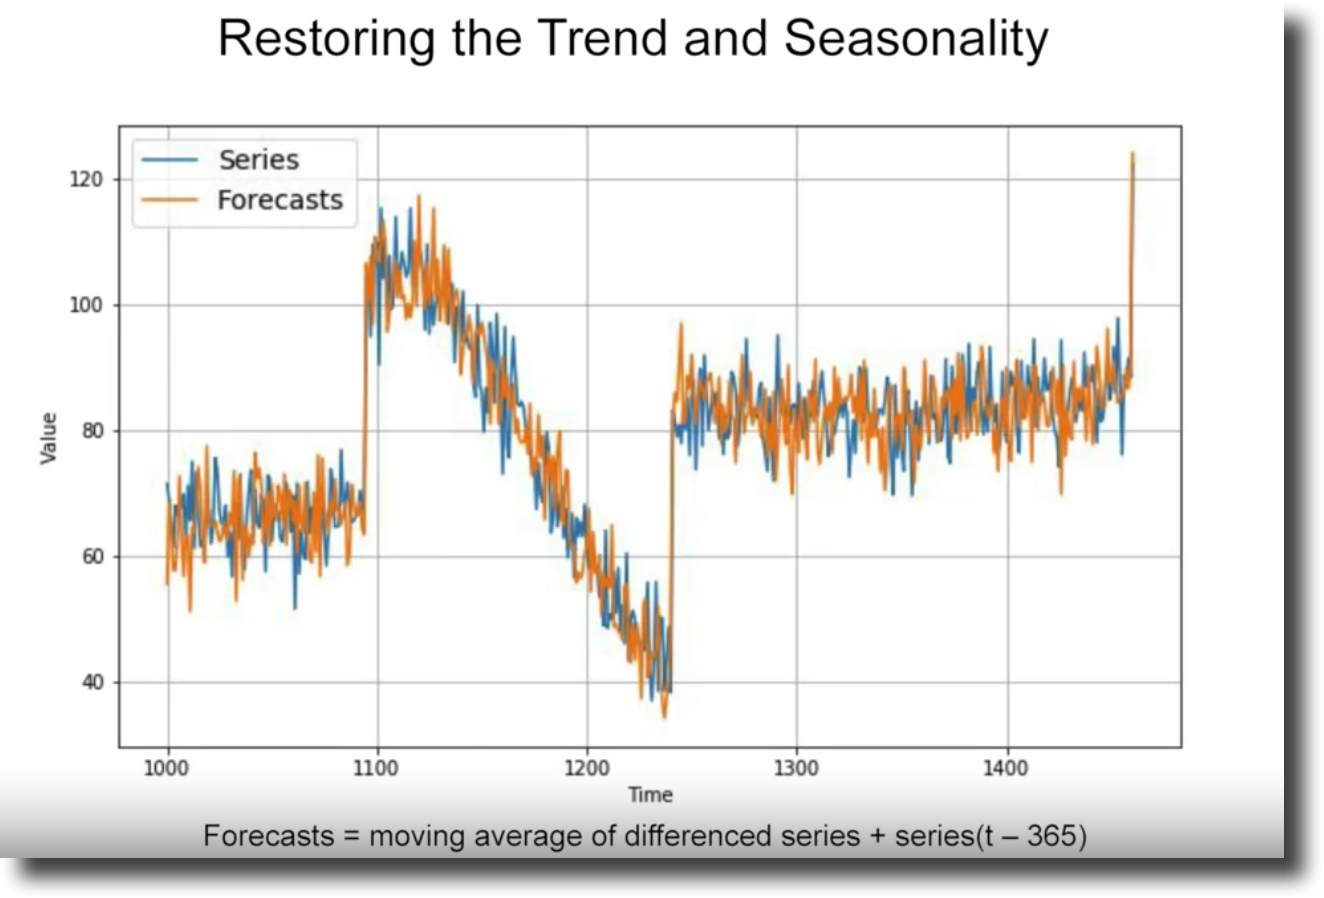 Restoring the Trend and Seasonality
Series
Forecasts
120
100
80
60
40
Value
1000 1100 1200 1300 1400
Time
Forecasts = moving average of differenced series + series(t – 365)